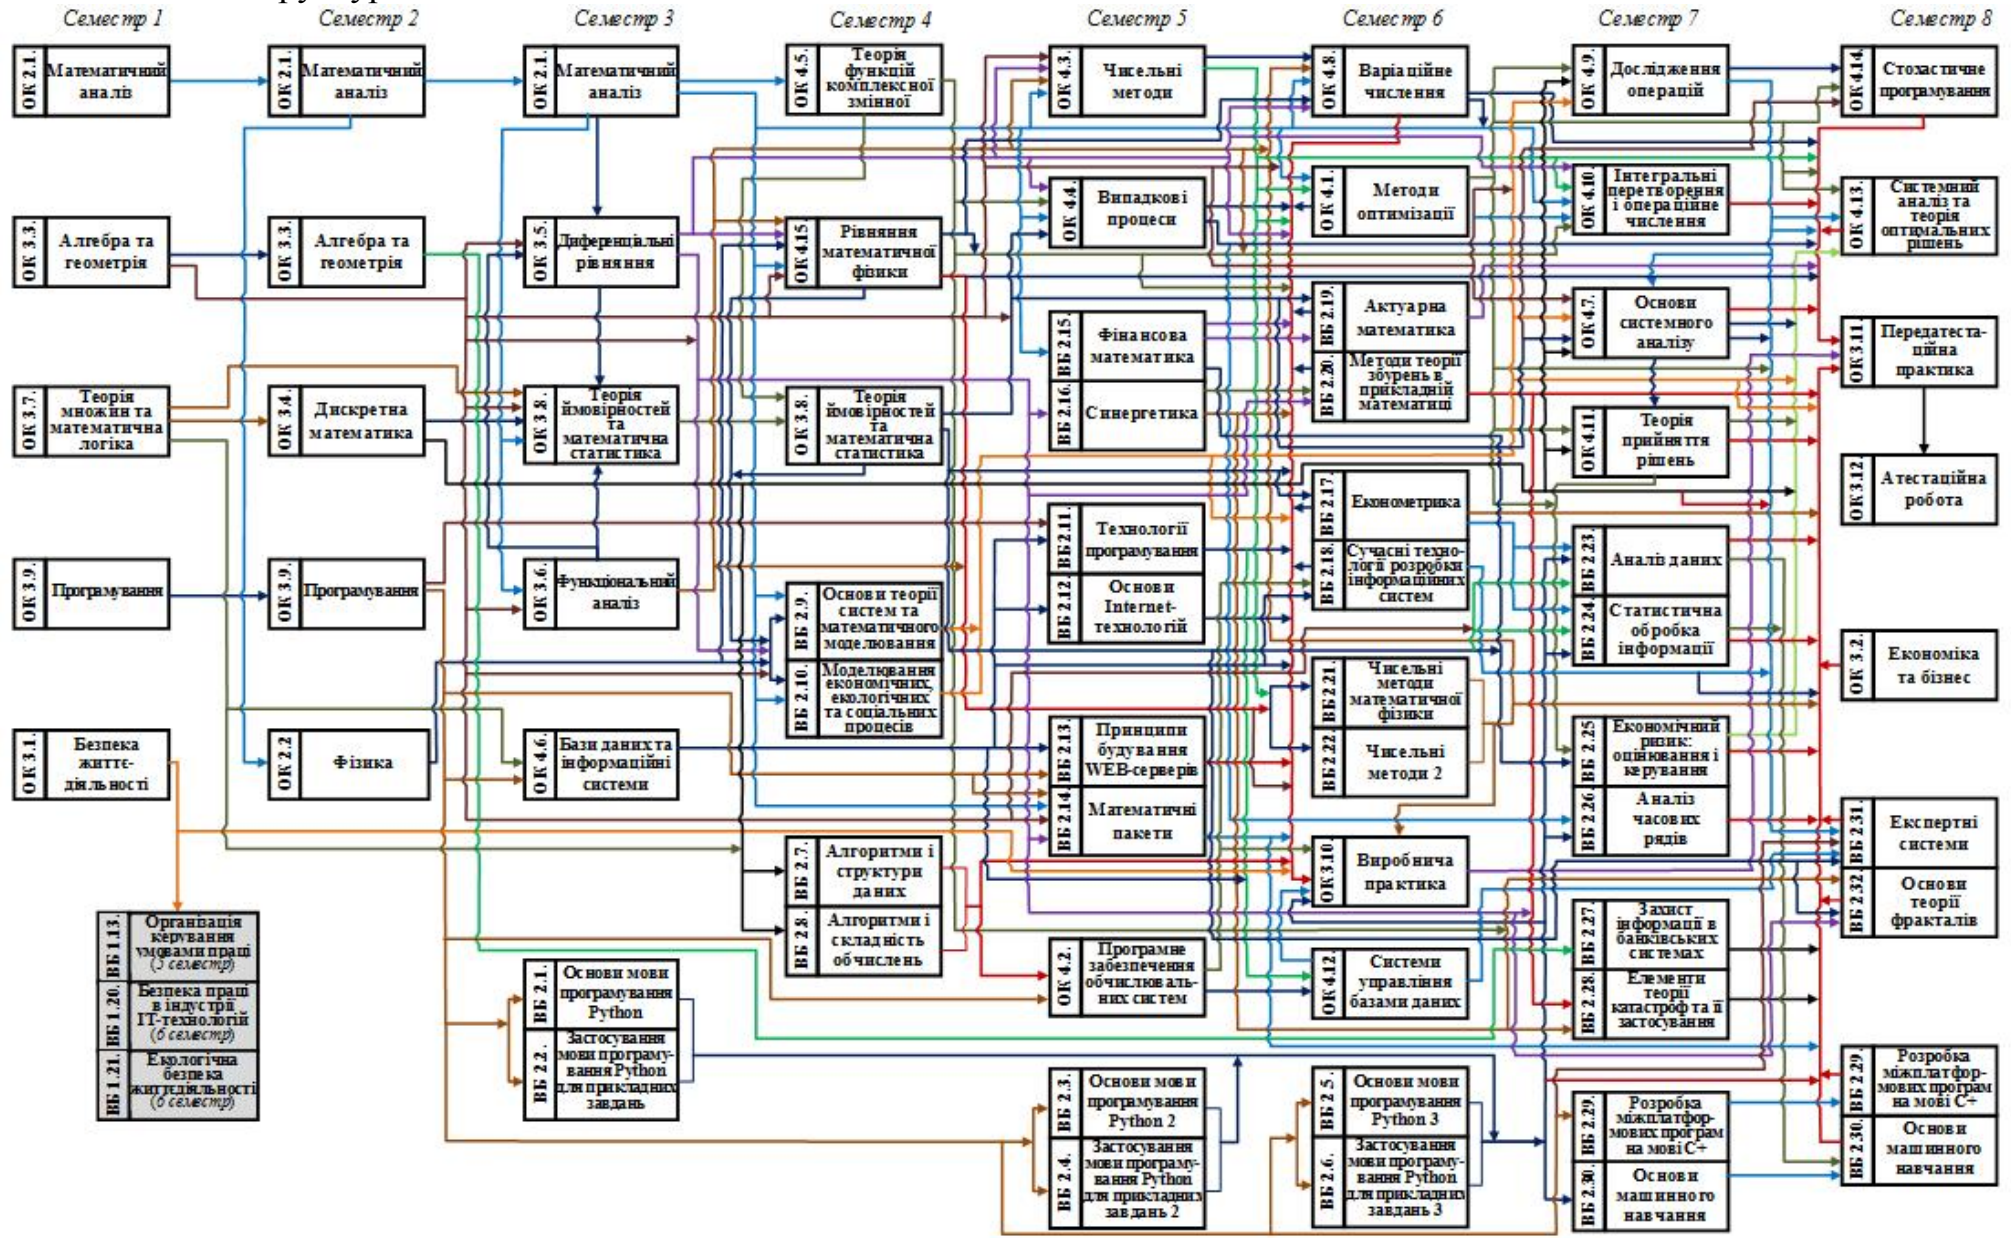 Семестр 1
Семестр 2
Семестр 3
Семестр 4
Семестр 5
Семестр 6
Семестр 7
Семестр 8
ОК 2.1.
Математичний
аналіз
ОК 3.3.
Алгебра та
геометрія
ОК 3.7.
Теорія
множин та
математична
логіка
ОК 3.9.
Програмування
ОК 3.1.
Безпека
життє-
діяльності
ВБ 1.13.
Організація
керування
умовами праці
(5 семестр)
ВБ 1.20.
Безпека праці
в індустрії
ІТ-технологій
(6 семестр)
ВБ 1.21.
Екологічна
безпека
життєдіяльності
(6 семестр)
ОК 2.1.
Математичний
аналіз
ОК 3.3.
Алгебра та
геометрія
ОК 3.4.
Дискретна
математика
ОК 3.9.
Програмування
ОК 2.2
Фізика
ОК 2.1.
Математичний
аналіз
ОК 3.5.
Диференціальні
рівняння
ОК 3.8.
Теорія
ймовірностей
та
математична
статистика
ОК 3.6.
Функціональний
аналіз
ОК 4.6.
Бази даних та
інформаційні
системи
ВБ 2.1.
Основи мови
програмування
Python
ВБ 2.2.
Застосування
мови програму-
вання Python
для прикладних
завдань
ОК 4.5.
Теорія
функцій
комплексної
змінної
ОК 4.15.
Рівняння
математичної
фізики
ОК 3.8.
Теорія
ймовірностей
та
математична
статистика
ВБ 2.9.
Основи теорії
систем та
математичного
моделювання
ВБ 2.10.
Моделювання
економічних,
екологічних
та соціальних
процесів
ВБ 2.7.
Алгоритми і
структури
даних
ВБ 2.8.
Алгоритми і
складність
обчислень
ОК 4.3.
Чисельні
методи
ОК 4.4.
Випадкові
процеси
ВБ 2.15.
Фінансова
математика
ВБ 2.16.
Синергетика
ВБ 2.11.
Технології
програмування
ВБ 2.12.
Основи
Internet-
технологій
ВБ 2.13.
Принципи
будування
WEB-серверів
ВБ 2.14.
Математичні
пакети
ОК 4.2.
Програмне
забезпечення
обчислюваль-
них систем
ВБ 2.3.
Основи мови
програмування
Python 2
ВБ 2.4.
Застосування
мови програму-
вання Python
для прикладних
завдань 2
ОК 4.8.
Варіаційне
числення
ОК 4.1.
Методи
оптимізації
ВБ 2.19.
Актуарна
математика
ВБ 2.20.
Методи теорії
збурень в
прикладній
математиці
ВБ 2.17.
Економетрика
ВБ 2.18.
Сучасні техно-
логії розробки
інформаційних
систем
ВБ 2.21.
Чисельні
методи
математичної
фізики
ВБ 2.22.
Чисельні
методи 2
ОК 3.10.
Виробнича
практика
ОК 4.12.
Системи
управління
базами даних
ВБ 2.5.
Основи мови
програмування
Python 3
ВБ 2.6.
Застосування
мови програму-
вання Python
для прикладних
завдань 3
ОК 4.9.
Дослідження
операцій
ОК 4.10.
Інтегральні
перетворення
і операційне
числення
ОК 4.7.
Основи
системного
аналізу
ОК 4.11.
Теорія
прийняття
рішень
ВБ 2.23.
Аналіз даних
ВБ 2.24.
Статистична
обробка
інформації
ВБ 2.25
Економічний
ризик:
оцінювання і
керування
ВБ 2.26.
Аналіз
часових
рядів
ВБ 2.27.
Захист
інформації в
банківських
системах
ВБ 2.28.
Елементи
теорії
катастроф та її
застосування
ВБ 2.29.
Розробка
міжплатфор-
мових програм
на мові C+
ВБ 2.30.
Основи
машинного
навчання
ОК 4.14.
Стохастичне
програмування
ОК 4.13.
Системний
аналіз та
теорія
оптимальних
рішень
ОК 3.11.
Передатеста-
ційна
практика
ОК 3.12.
Атестаційна
робота
ОК 3.2.
Економіка
та бізнес
ВБ 2.31.
Експертні
системи
ВБ 2.32.
Основи
теорії
фракталів
ВБ 2.29.
Розробка
міжплатфор-
мових програм
на мові C+
ВБ 2.30.
Основи
машинного
навчання